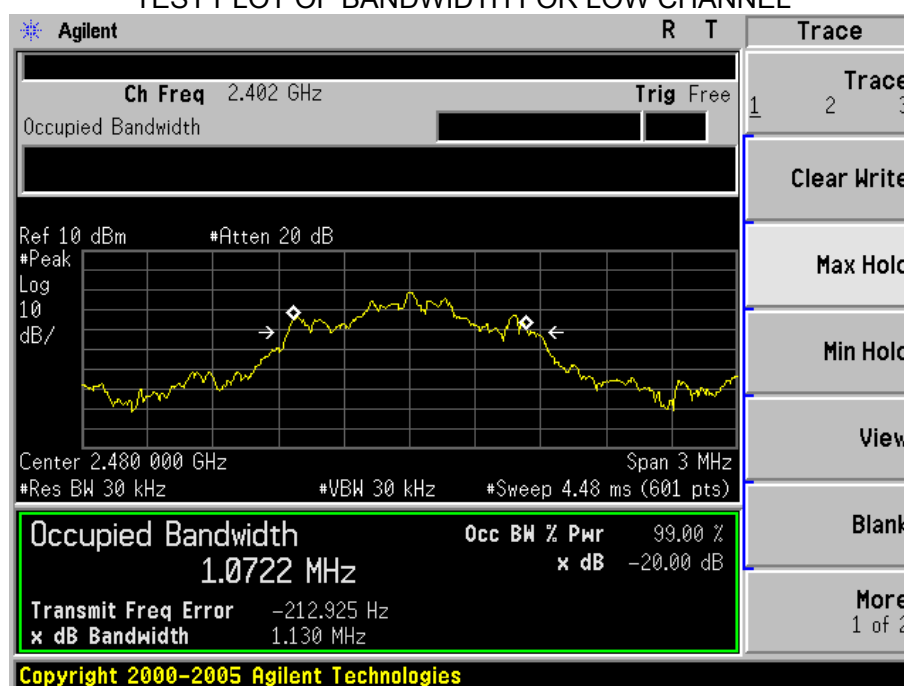 TEST PLOT OF BANDWIDTH FOR LOW CHANNEL
Agilent R T Trace
Ch Freq 2.402 GHz Trig Free
Occupied Bandwidth
Trace
1 2 3
Clear Write
Max Hold
Min Hold
View
Blank
More
1 of 2
Ref 10 dBm #Atten 20 dB
#Peak
Log
10
dB/
Center 2.480 000 GHz Span 3 MHz
#Res BW 30 kHz #VBW 30 kHz #Sweep 4.48 ms (601 pts)
Occupied Bandwidth Occ BW % Pwr 99.00 %
1.0722 MHz x dB -20.00 dB
Transmit Freq Error -212.925 Hz
x dB Bandwidth 1.130 MHz
Copyright 2000-2005 Agilent Technologies